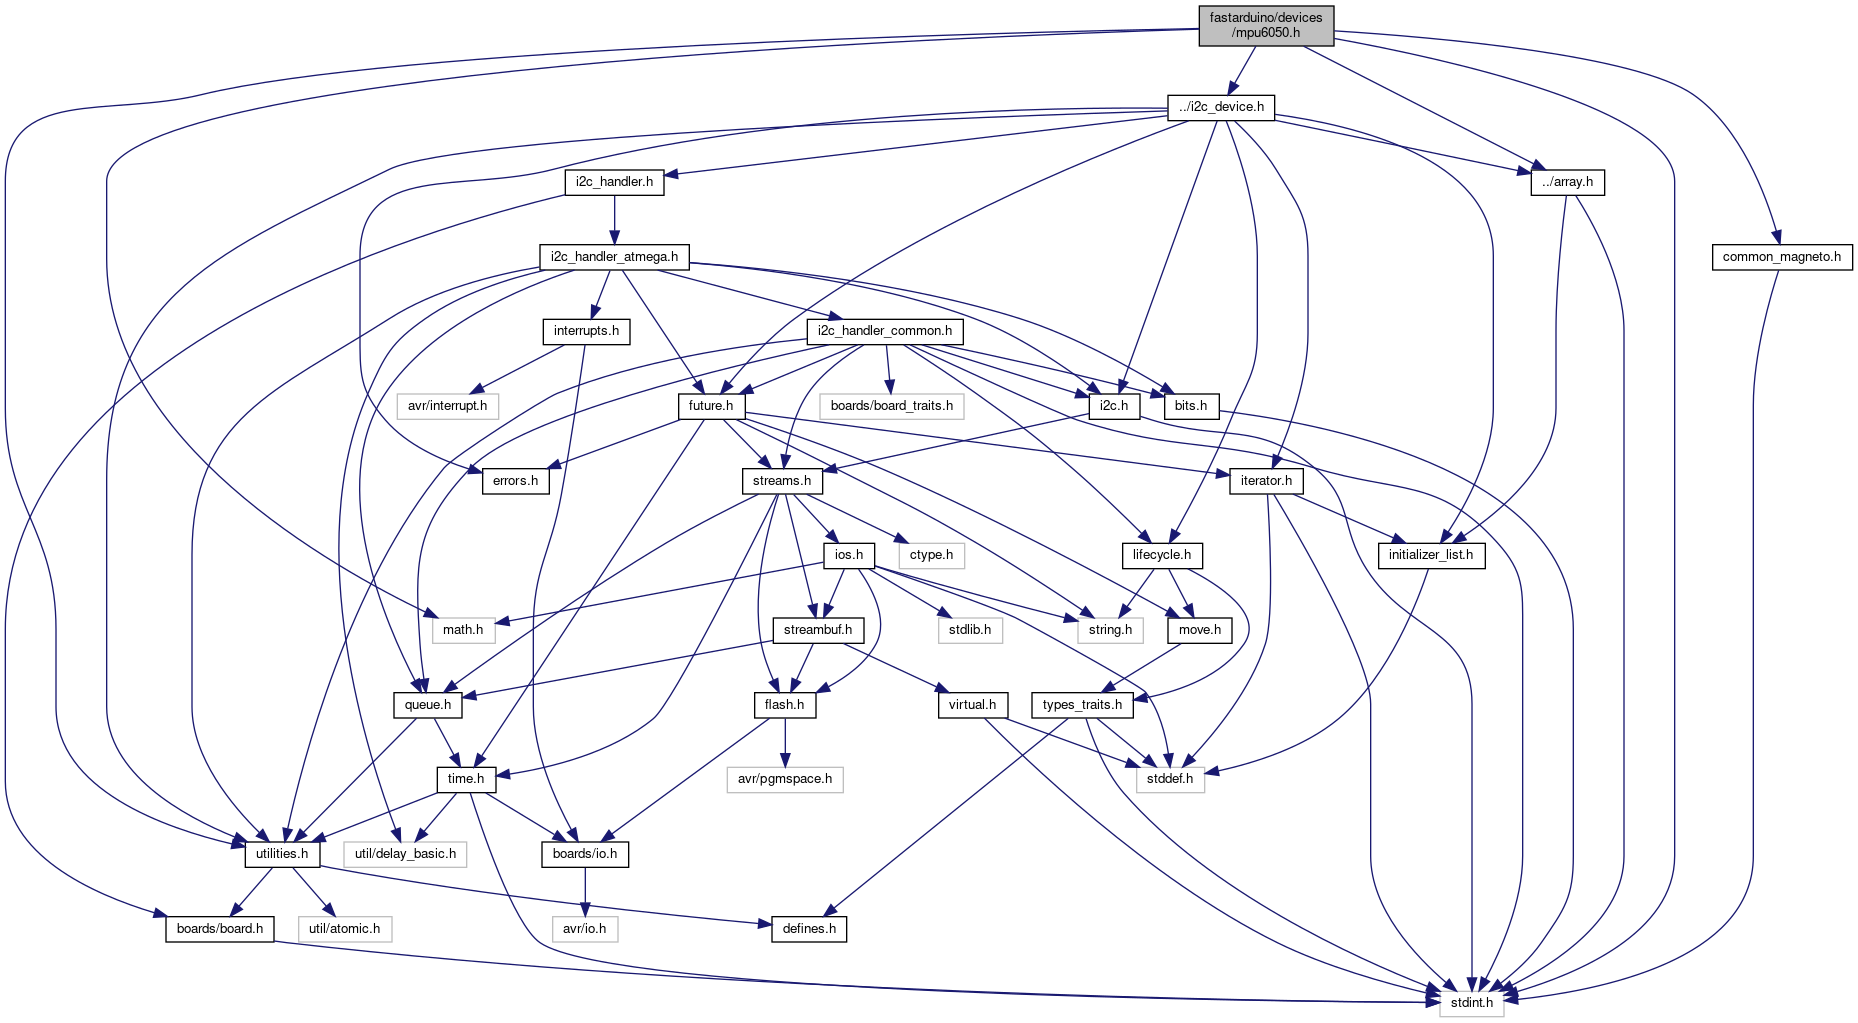 fastarduino/devices
/mpu6050.h
../i2c_device.h
i2c_handler.h
../array.h
i2c_handler_atmega.h
common_magneto.h
interrupts.h
i2c_handler_common.h
avr/interrupt.h
future.h
boards/board_traits.h
i2c.h
bits.h
errors.h
streams.h
iterator.h
ios.h
ctype.h
lifecycle.h
initializer_list.h
math.h
streambuf.h
stdlib.h
string.h
move.h
queue.h
flash.h
virtual.h
types_traits.h
time.h
avr/pgmspace.h
stddef.h
utilities.h
util/delay_basic.h
boards/io.h
boards/board.h
util/atomic.h
avr/io.h
defines.h
stdint.h